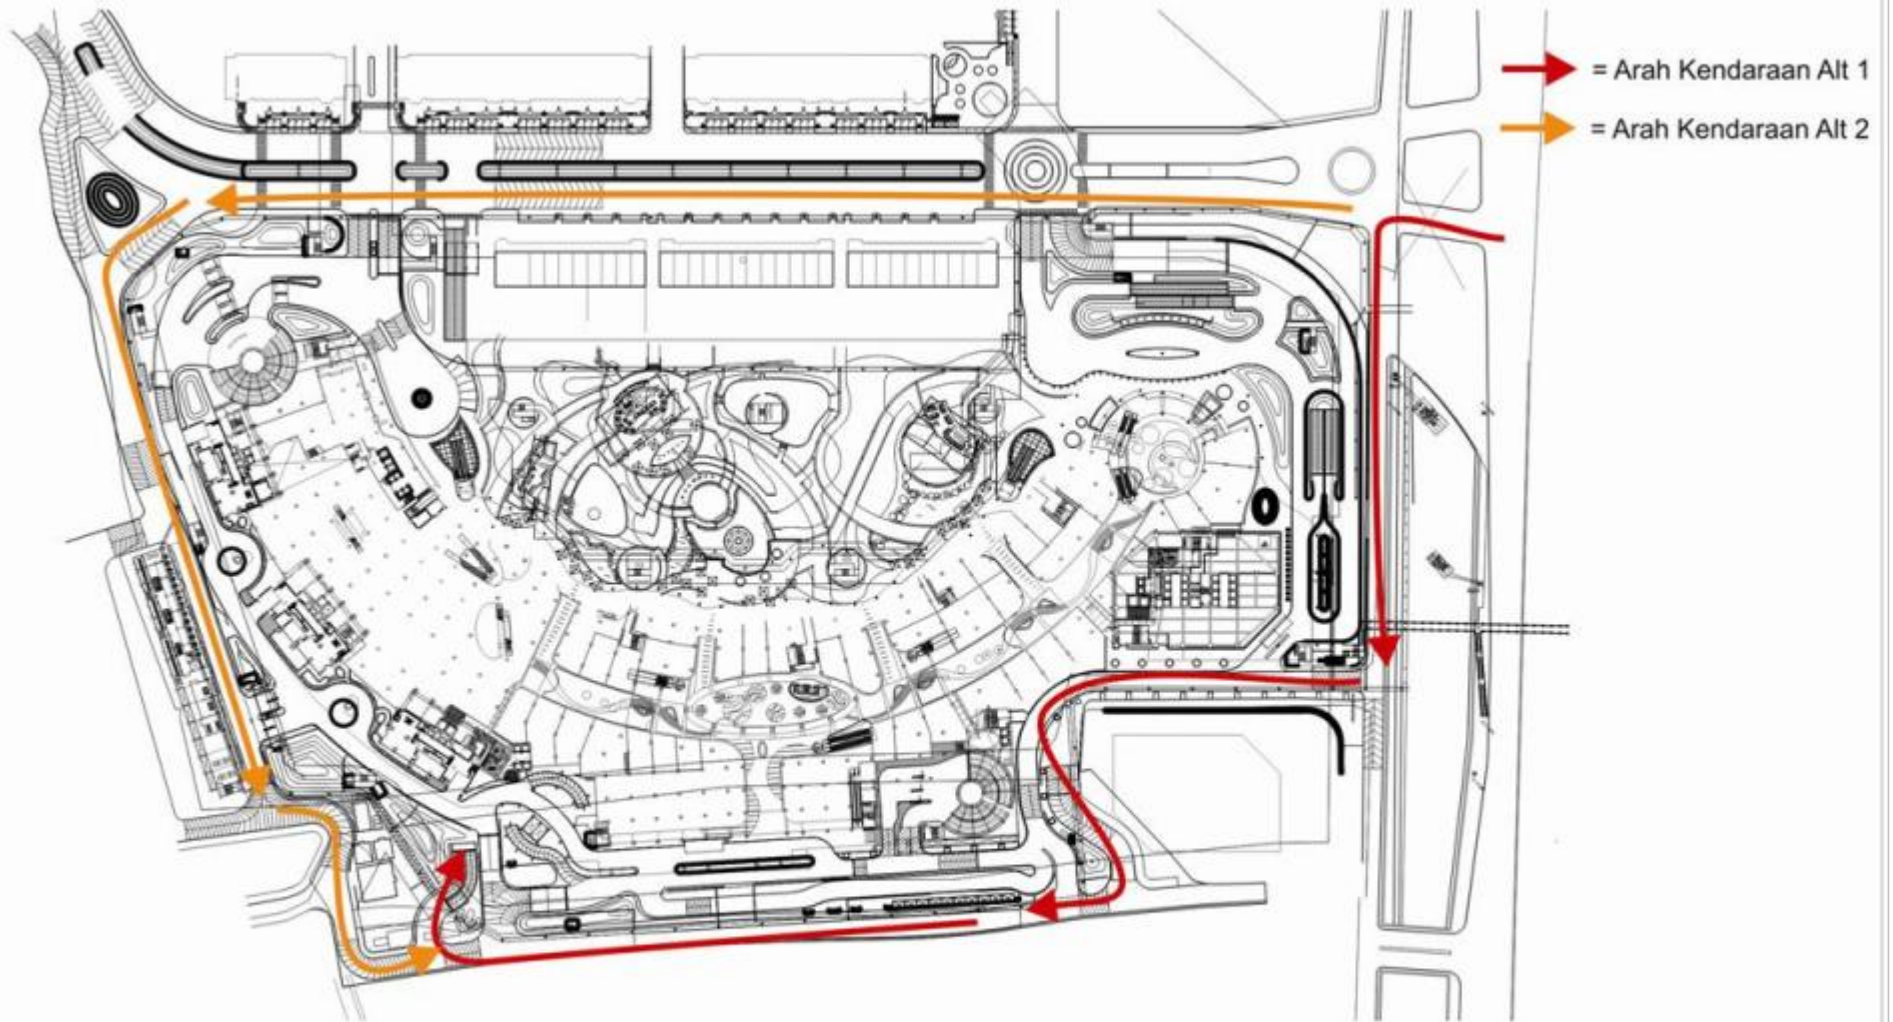 = Arah Kendaraan Alt 1
= Arah Kendaraan Alt 2